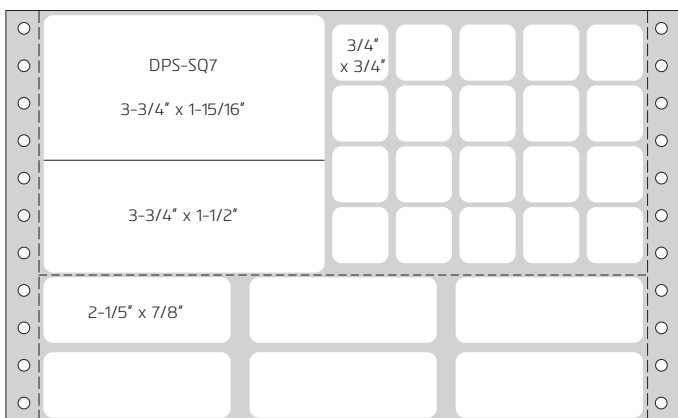 DPS-SQ7
3-3/4" x 1-15/16"
3-3/4" x 1-1/2"
3/4"
x 3/4"
2-1/5" x 7/8"